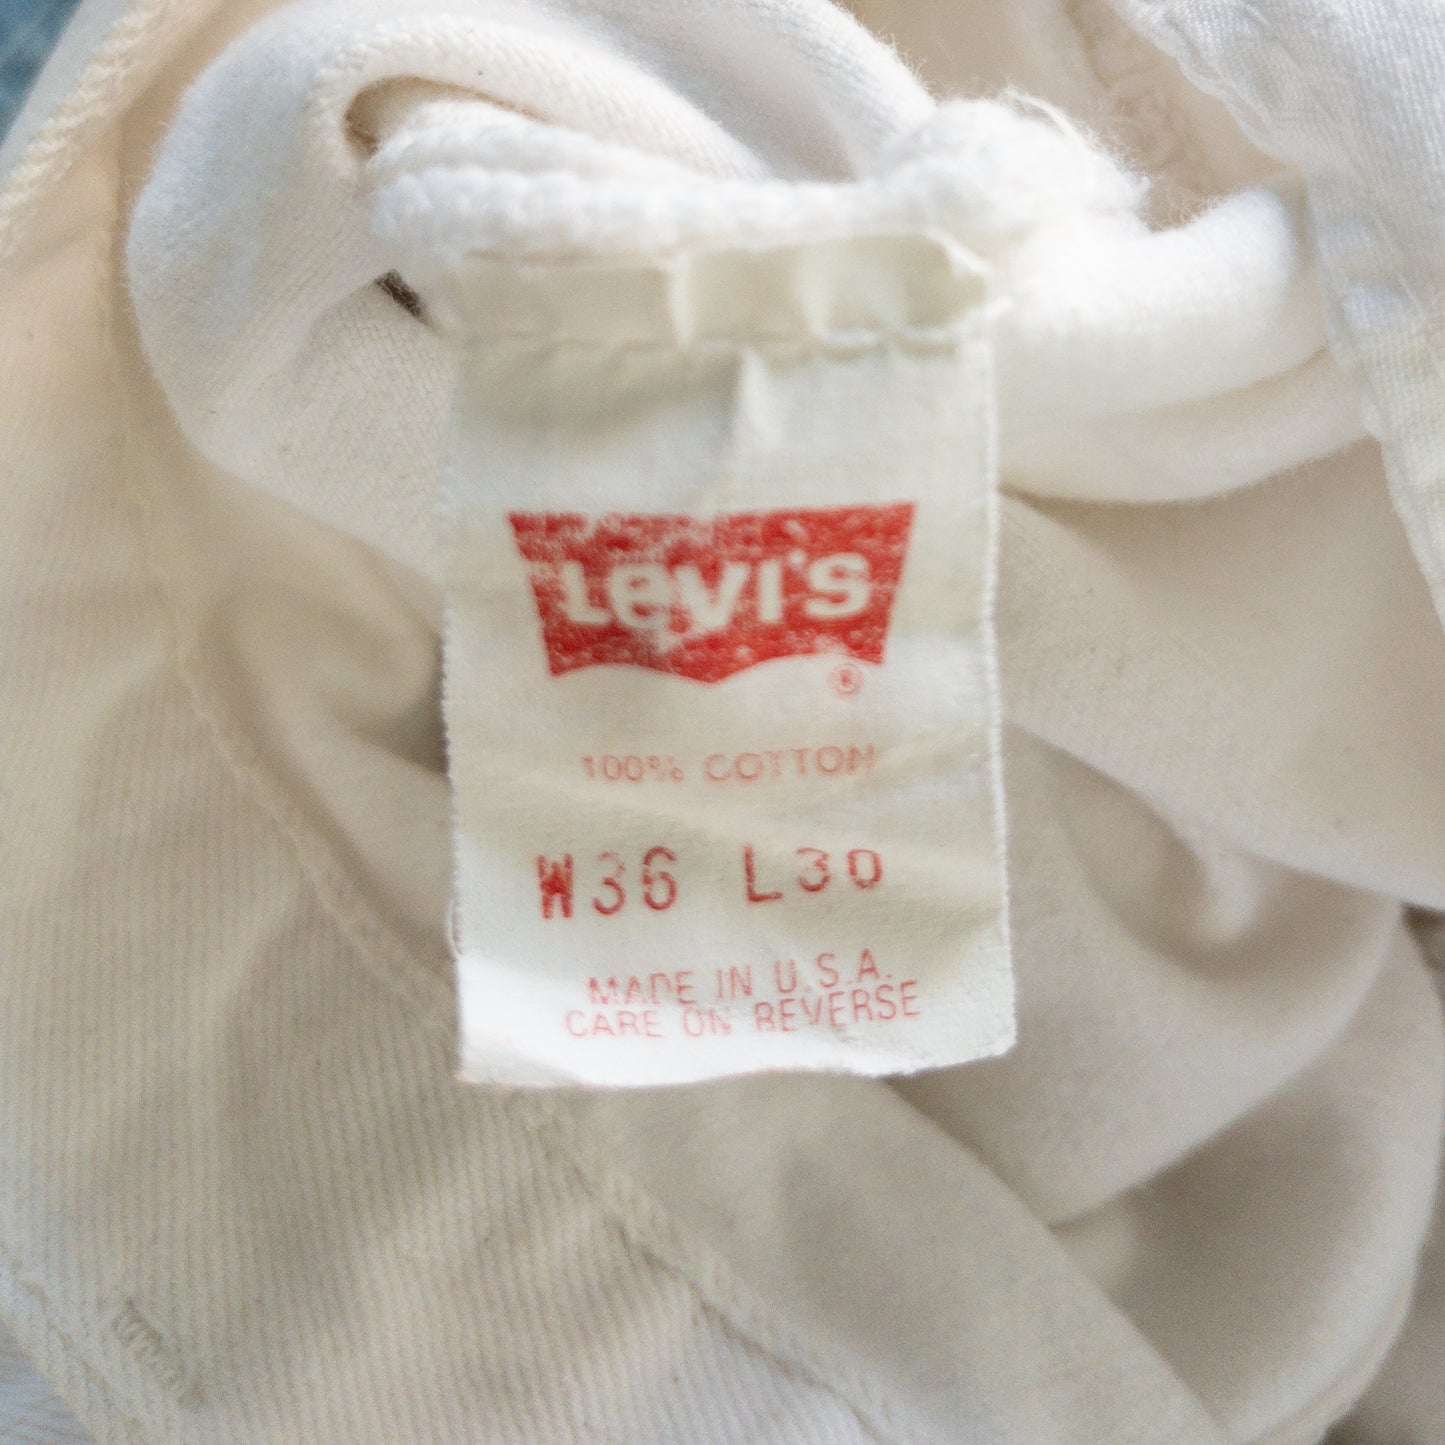 Levi's
®
100% COTTON
W36 L30
MADE IN U.S.A.
CARE ON REVERSE